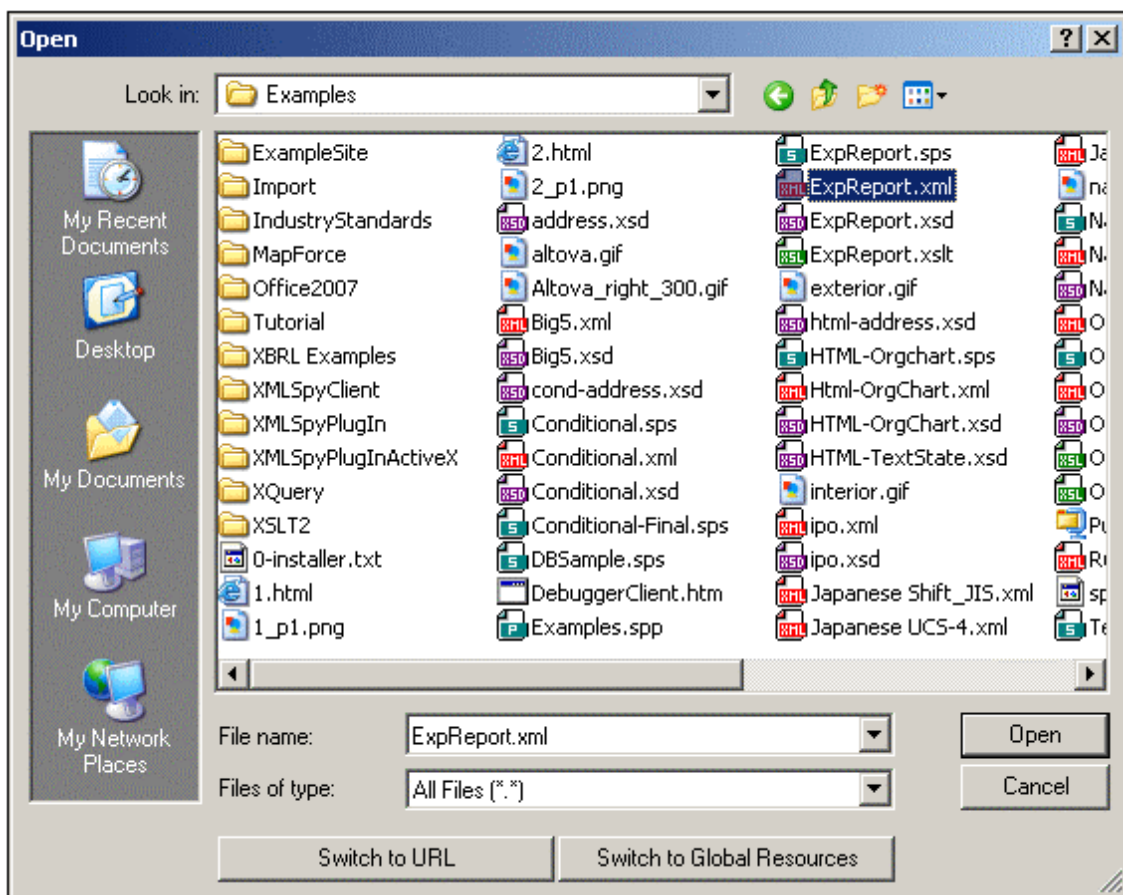 Open
Look in: Examples
My Recent Documents
Desktop
My Documents
My Computer
My Network Places
ExampleSite
Import
IndustryStandards
MapForce
Office2007
Tutorial
XBRL Examples
XMLSpyClient
XMLSpyPlugIn
XMLSpyPlugInActiveX
XQuery
XSLT2
0-installer.txt
1.html
1_p1.png
2.html
2_p1.png
address.xsd
altova.gif
Altova_right_300.gif
Big5.xml
Big5.xsd
cond-address.xsd
Conditional.sps
Conditional.xml
Conditional.xsd
Conditional-Final.sps
DBSample.sps
DebuggerClient.htm
Examples.spp
ExpReport.sps
ExpReport.xml
ExpReport.xsd
ExpReport.xslt
exterior.gif
html-address.xsd
HTML-Orgchart.sps
Html-OrgChart.xml
HTML-OrgChart.xsd
HTML-TextState.xsd
interior.gif
ipo.xml
ipo.xsd
Japanese Shift_JIS.xml
Japanese UCS-4.xml
File name: ExpReport.xml
Open
Files of type: All Files (*.*)
Cancel
Switch to URL
Switch to Global Resources